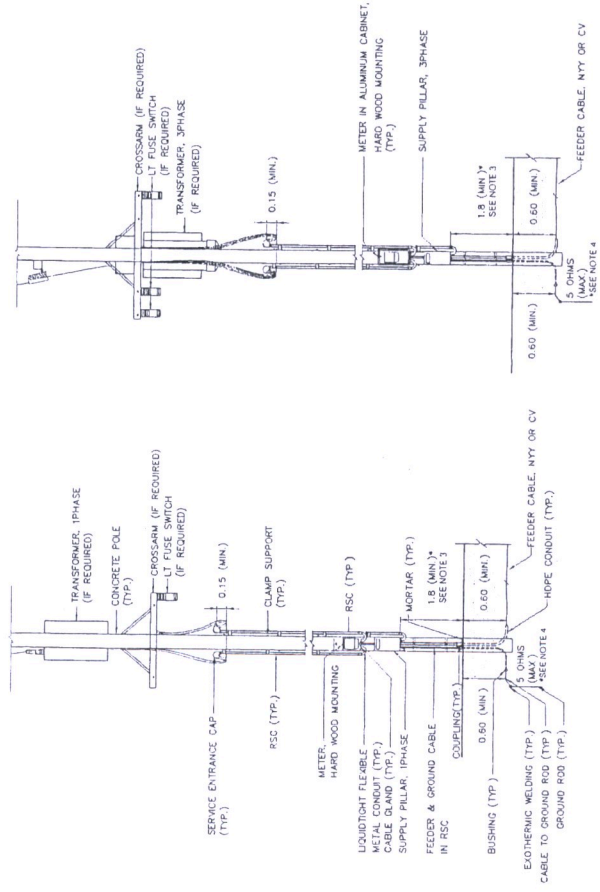 TRANSFORMER, 1PHASE
(IF REQUIRED)
CONCRETE POLE
(TYP.)
CROSSARM (IF REQUIRED)
LT FUSE SWITCH
(IF REQUIRED)
SERVICE ENTRANCE CAP
(TYP.)
0.15 (MIN.)
CLAMP SUPPORT
(TYP.)
RSC (TYP.)
METER,
HARD WOOD MOUNTING
RSC (TYP)
LIQUIDTIGHT FLEXIBLE
METAL CONDUIT (TYP.)
CABLE GLAND (TYP.)
SUPPLY PILLAR, 1PHASE
MORTAR (TYP.)
FEEDER & GROUND CABLE
IN RSC
1.8 (MIN.)*
SEE NOTE 3
COUPLING(TYP.)
0.60 (MIN.)
0.60 (MIN)
BUSHING (TYP)
FEEDER CABLE, NYY OR CV
HDPE CONDUIT (TYP.)
5 OHMS
(MAX)
*SEE NOTE 4
EXOTHERMIC WELDING (TYP.)
CABLE TO GROUND ROD (TYP)
GROUND ROD (TYP.)
CROSSARM (IF REQUIRED)
LT FUSE SWITCH
(IF REQUIRED)
TRANSFORMER, 3PHASE
(IF REQUIRED)
0.15 (MIN.)
METER IN ALUMINUM CABINET,
HARD WOOD MOUNTING
(TYP.)
SUPPLY PILLAR, 3PHASE
1.8 (MIN)*
SEE NOTE 3
0.60 (MIN.)
0.60 (MIN.)
FEEDER CABLE, NYY OR CV
5 OHMS
(MAX)
*SEE NOTE 4